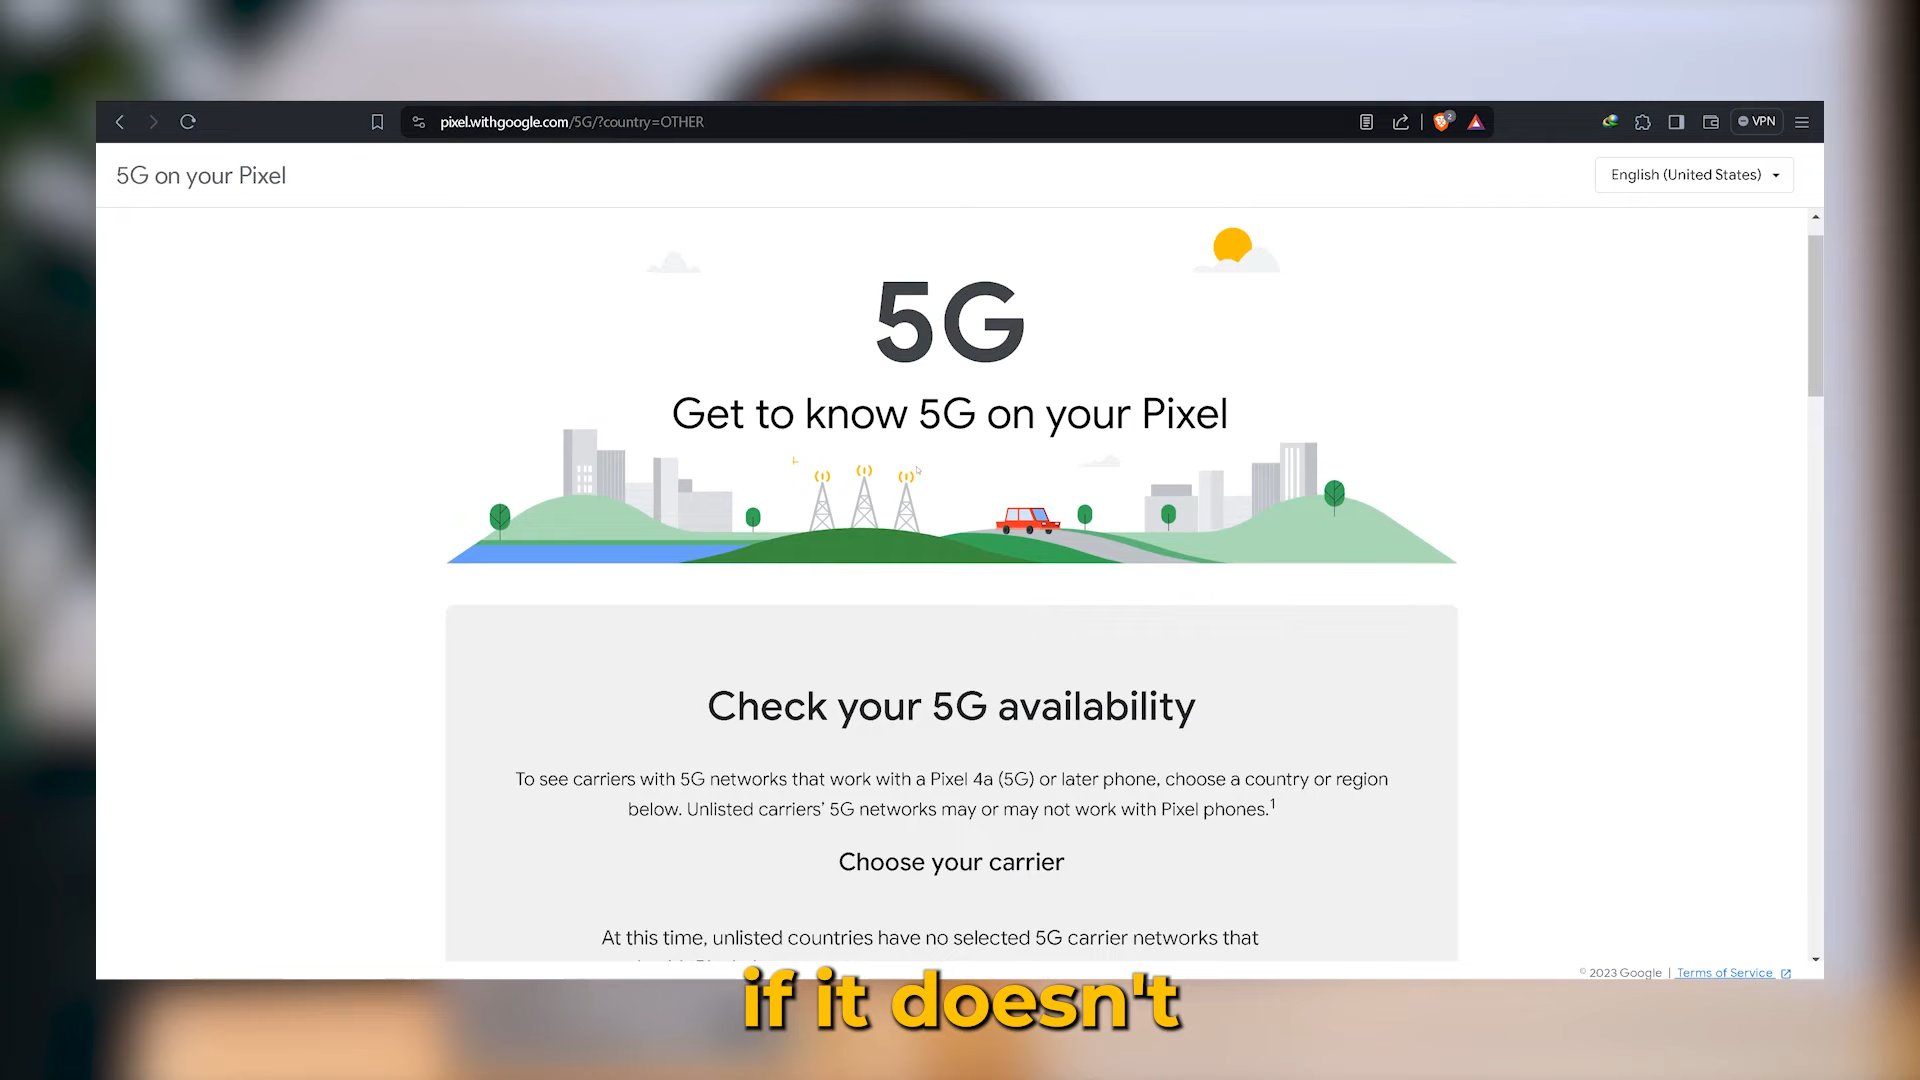 pixel.withgoogle.com/5G/?country=OTHER
2
VPN
5G on your Pixel
English (United States)
5G
Get to know 5G on your Pixel
Check your 5G availability
To see carriers with 5G networks that work with a Pixel 4a (5G) or later phone, choose a country or region
below. Unlisted carriers’ 5G networks may or may not work with Pixel phones.1
Choose your carrier
At this time, unlisted countries have no selected 5G carrier networks that
© 2023 Google | Terms of Service
if it doesn't